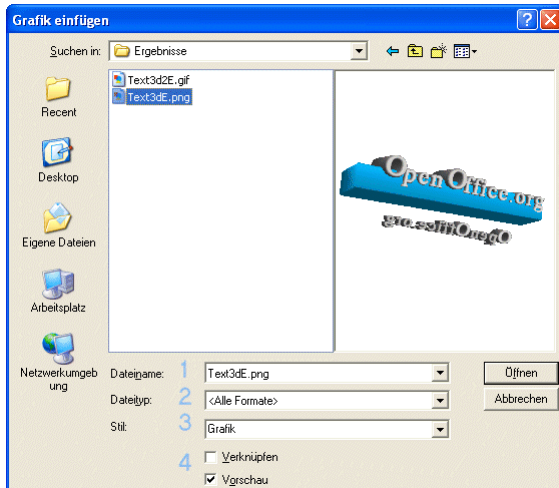 Grafik einfügen
Suchen in:
Ergebnisse
Text3d2E.gif
Text3dE.png
Recent
Desktop
Eigene Dateien
Arbeitsplatz
Netzwerkumgeb
ung
OpenOffice.org
OpenOffice.org
Dateiname:
1
Text3dE.png
Öffnen
Dateityp:
2
<Alle Formate>
Abbrechen
Stil:
3
Grafik
4
Verknüpfen
Vorschau